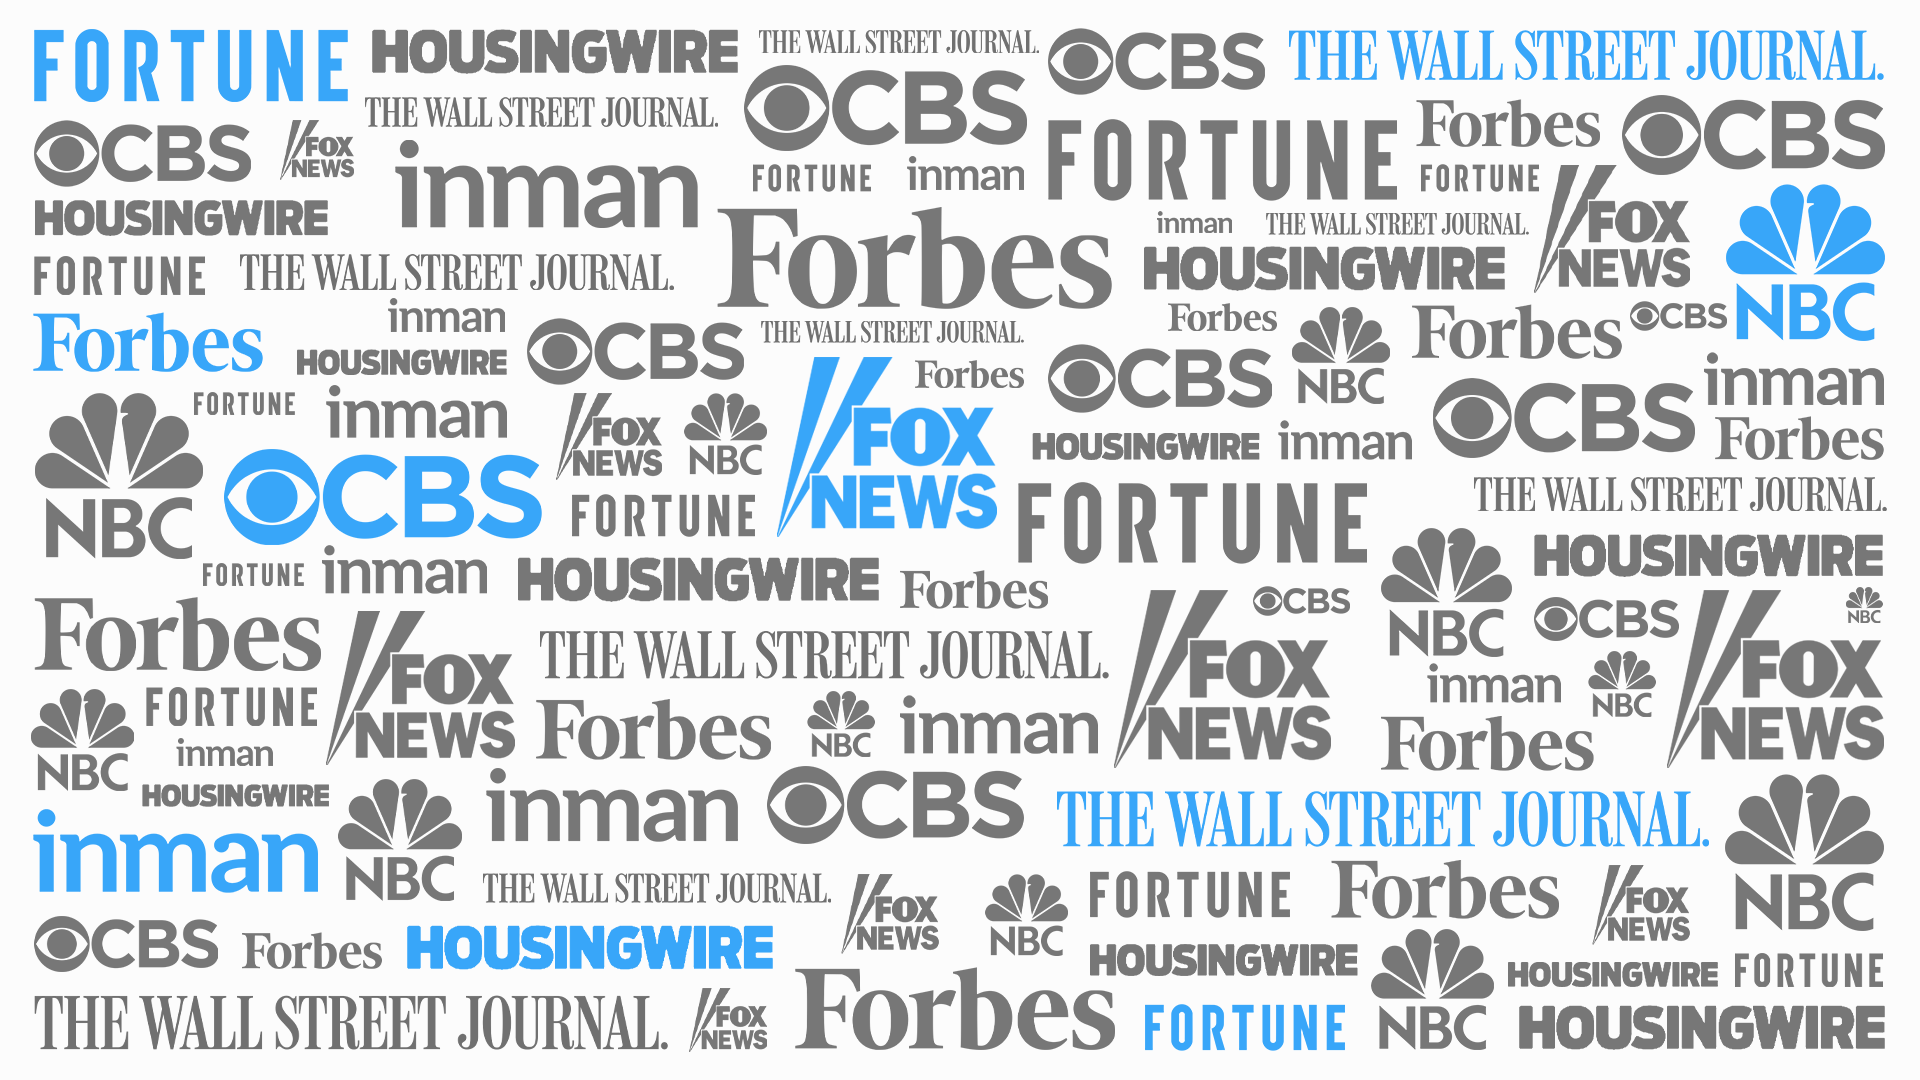 FORTUNE
HOUSINGWIRE
THE WALL STREET JOURNAL.
CBS
THE WALL STREET JOURNAL.
THE WALL STREET JOURNAL.
CBS
Forbes
CBS
CBS
FOX
NEWS
inman
FORTUNE
inman
FORTUNE
FORTUNE
FOX
NEWS
NBC
HOUSINGWIRE
Forbes
inman
THE WALL STREET JOURNAL.
HOUSINGWIRE
FORTUNE
THE WALL STREET JOURNAL.
Forbes
inman
HOUSINGWIRE
CBS
THE WALL STREET JOURNAL.
Forbes
NBC
Forbes
CBS
FOX
NEWS
Forbes
CBS
CBS
inman
Forbes
NBC
FORTUNE
inman
FOX
NEWS
NBC
HOUSINGWIRE
inman
CBS
FORTUNE
FORTUNE
THE WALL STREET JOURNAL.
FORTUNE
inman
HOUSINGWIRE
Forbes
NBC
HOUSINGWIRE
Forbes
FOX
NEWS
THE WALL STREET JOURNAL.
FOX
NEWS
CBS
CBS
NBC
FOX
NEWS
inman
NBC
NBC
FORTUNE
inman
HOUSINGWIRE
Forbes
NBC
inman
Forbes
inman
NBC
inman
CBS
THE WALL STREET JOURNAL.
NBC
THE WALL STREET JOURNAL.
FOX
NEWS
NBC
FORTUNE
Forbes
FOX
NEWS
CBS
Forbes
HOUSINGWIRE
HOUSINGWIRE
NBC
HOUSINGWIRE
FORTUNE
THE WALL STREET JOURNAL.
FOX
NEWS
Forbes
FORTUNE
HOUSINGWIRE